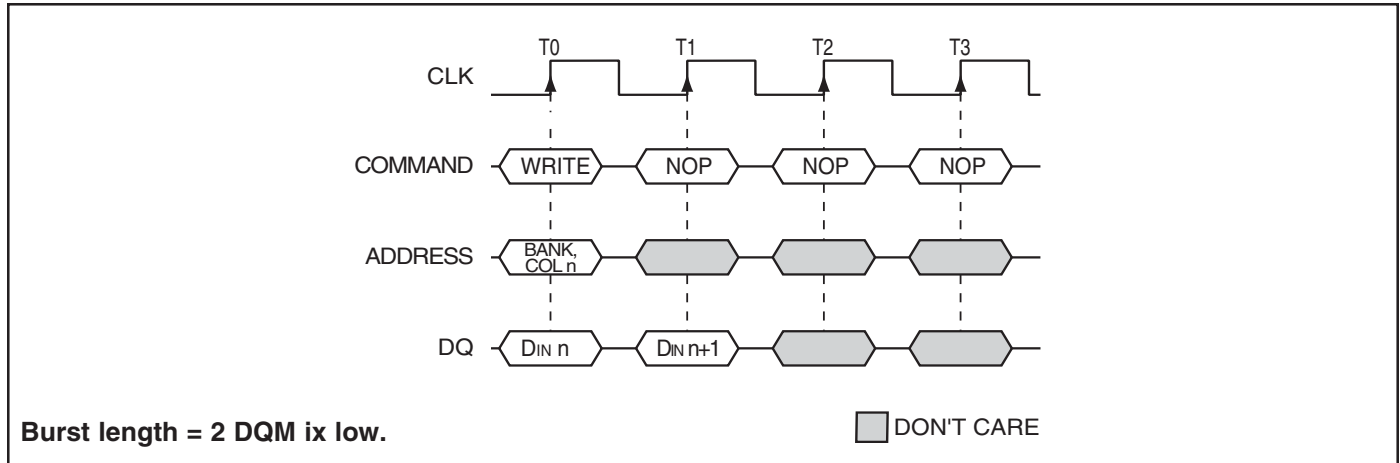 T0 T1 T2 T3
CLK
COMMAND WRITE NOP NOP NOP
ADDRESS BANK, COL n
DQ DIN n DIN n+1
Burst length = 2 DQM ix low. DON'T CARE